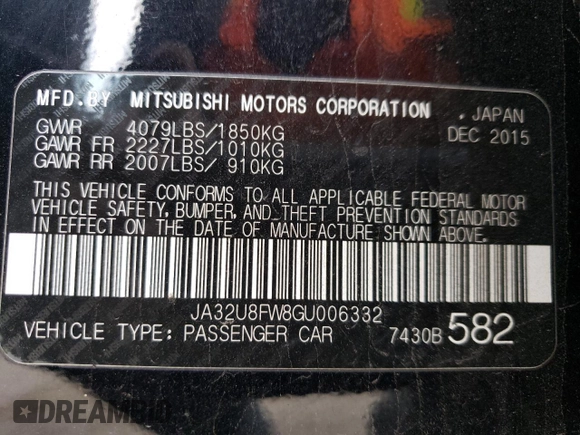 MFD.BY MITSUBISHI MOTORS CORPORATION . JAPAN
GVWR 4079LBS/1850KG DEC 2015
GAWR FR 2227LBS/1010KG
GAWR RR 2007LBS/ 910KG
THIS VEHICLE CONFORMS TO ALL APPLICABLE FEDERAL MOTOR
VEHICLE SAFETY, BUMPER, AND THEFT PREVENTION STANDARDS
IN EFFECT ON THE DATE OF MANUFACTURE SHOWN ABOVE.
JA32U8FW8GU006332
VEHICLE TYPE: PASSENGER CAR 7430B 582
DREAMBID